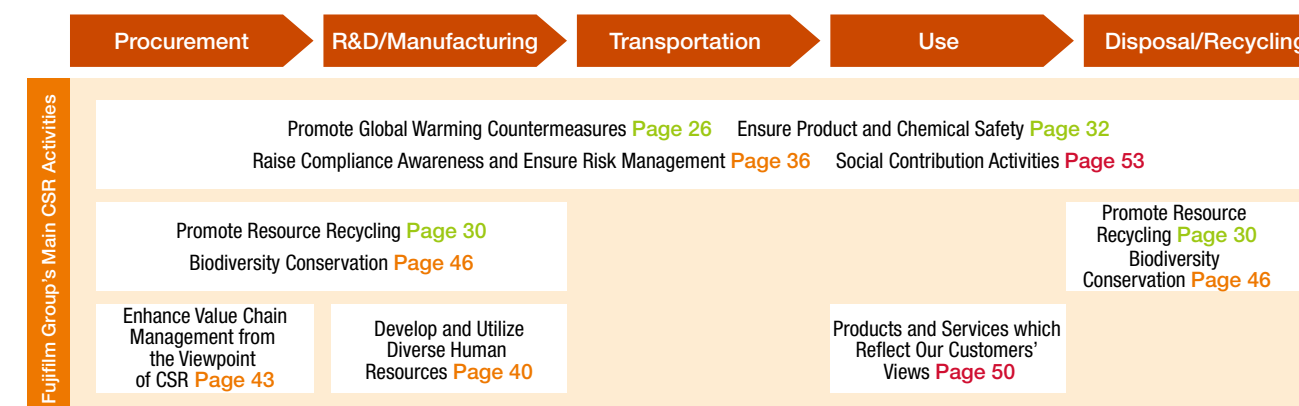 Procurement
R&D/Manufacturing
Transportation
Use
Disposal/Recycling
Fujifilm Group's Main CSR Activities
Promote Global Warming Countermeasures Page 26 Ensure Product and Chemical Safety Page 32
Raise Compliance Awareness and Ensure Risk Management Page 36 Social Contribution Activities Page 53
Promote Resource Recycling Page 30
Biodiversity Conservation Page 46
Promote Resource
Recycling Page 30
Biodiversity
Conservation Page 46
Enhance Value Chain
Management from
the Viewpoint
of CSR Page 43
Develop and Utilize
Diverse Human
Resources Page 40
Products and Services which
Reflect Our Customers'
Views Page 50